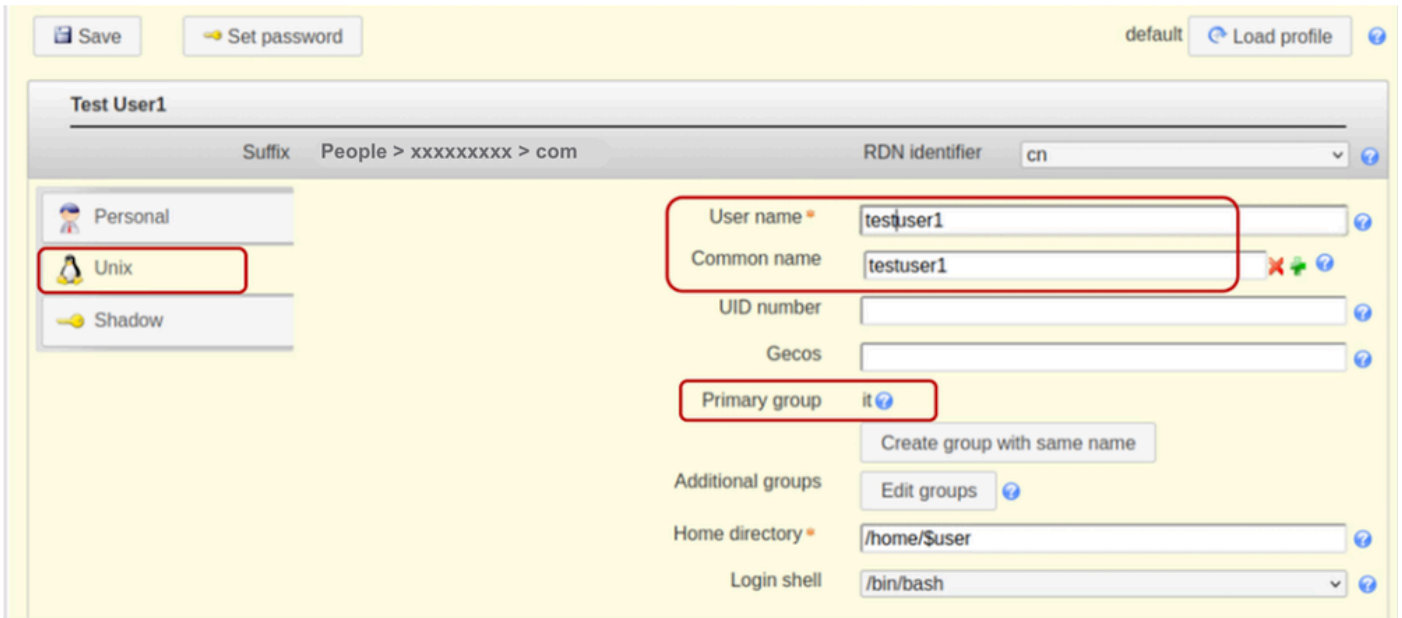 Save Set password default Load profile
Test User1
Suffix People > xxxxxxxxx > com RDN identifier cn
Personal
Unix
Shadow
User name * testuser1
Common name testuser1
UID number
Gecos
Primary group it
Create group with same name
Additional groups Edit groups
Home directory * /home/$user
Login shell /bin/bash